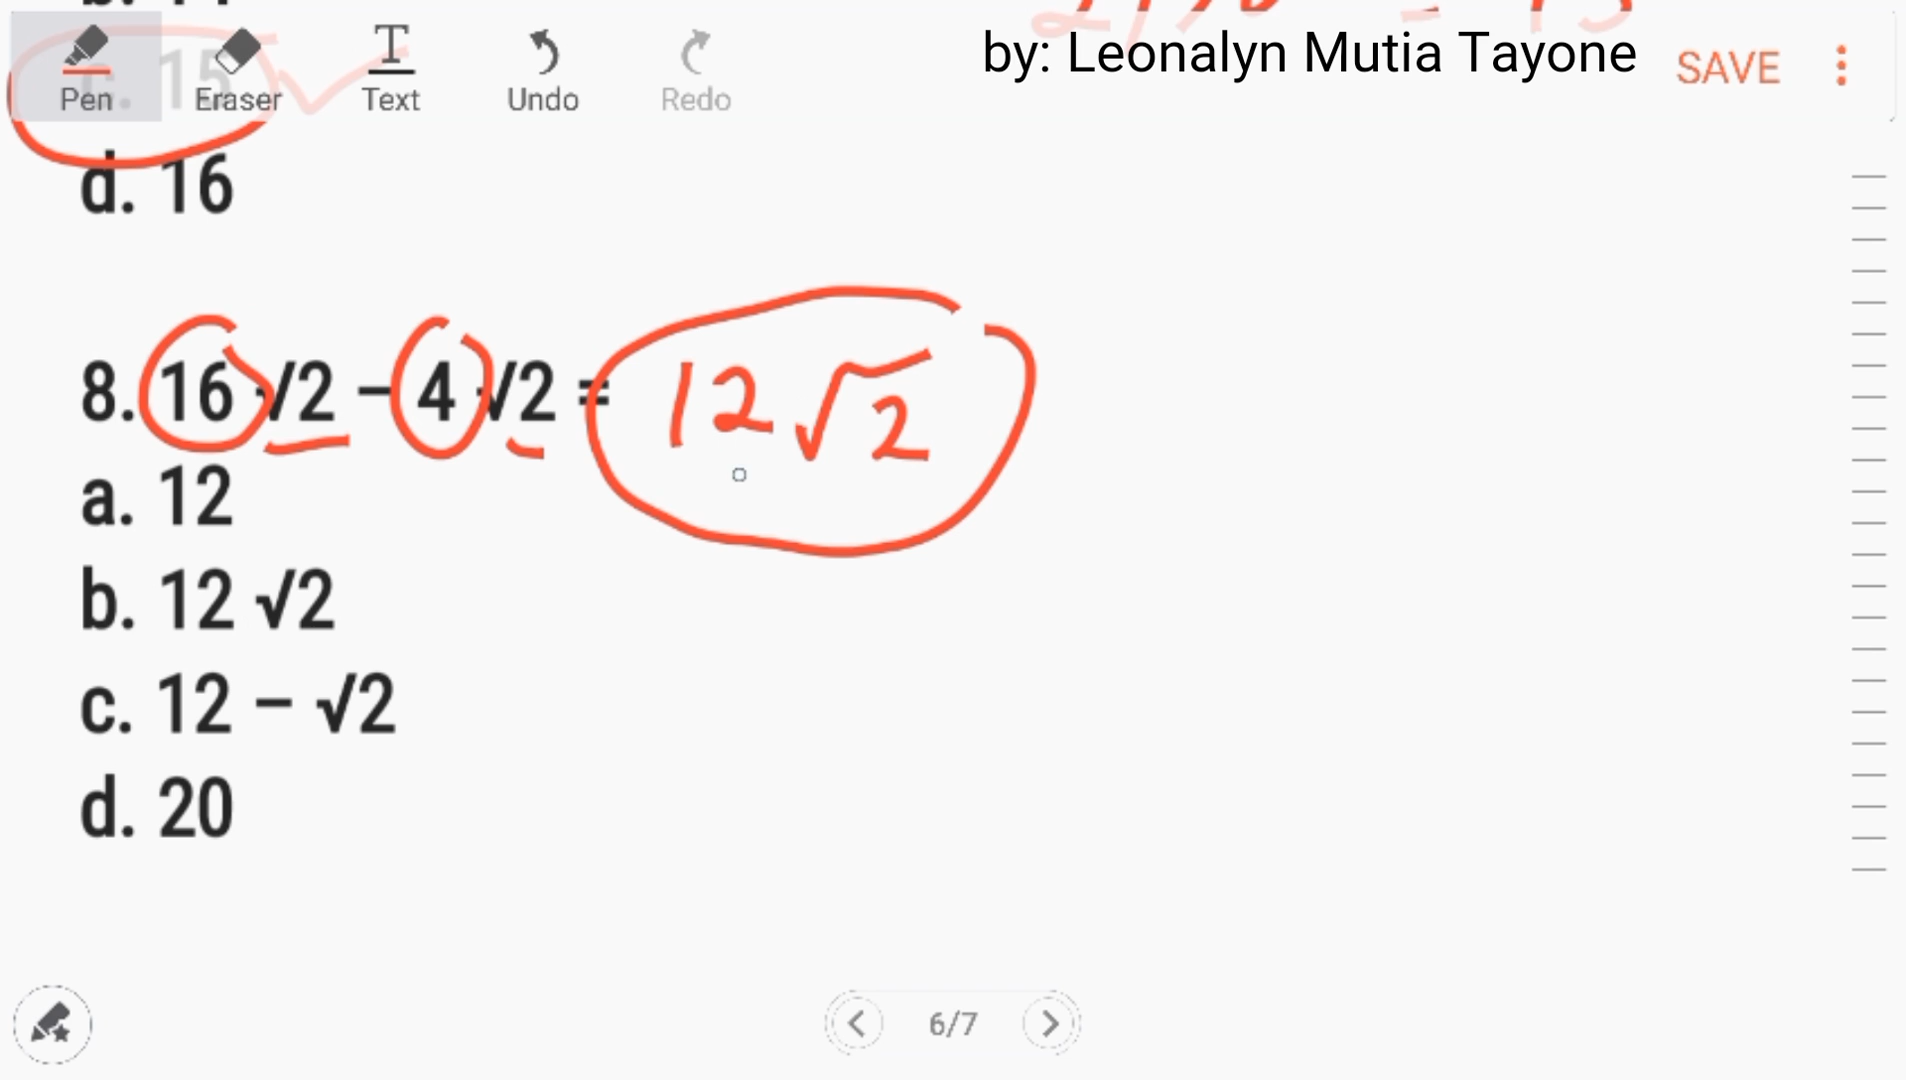 by: Leonalyn Mutia Tayone
SAVE
Pen
Eraser
Text
Undo
Redo
c. 15
d. 16
8. 16 √2 – 4 √2 = 12 √2
a. 12
b. 12 √2
c. 12 – √2
d. 20
6/7